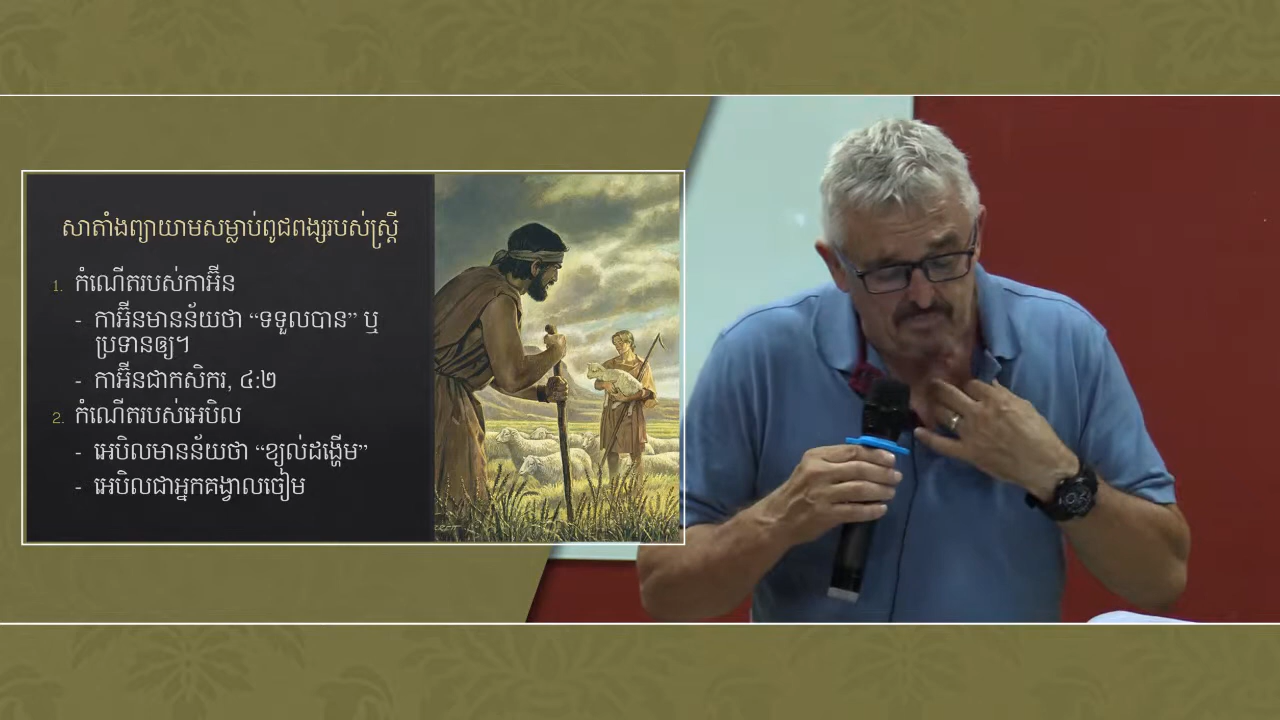 សាតាំងព្យាយាមសម្លាប់ពូជពង្សរបស់ស្ត្រី
1. កំណើតរបស់កាអ៊ីន
- កាអ៊ីនមានន័យថា “ទទួលបាន” ឬ
ប្រទានឲ្យ។
- កាអ៊ីនជាកសិករ, ៤:២
2. កំណើតរបស់អេបិល
- អេបិលមានន័យថា “ខ្យល់ដង្ហើម”
- អេបិលជាអ្នកគង្វាលចៀម